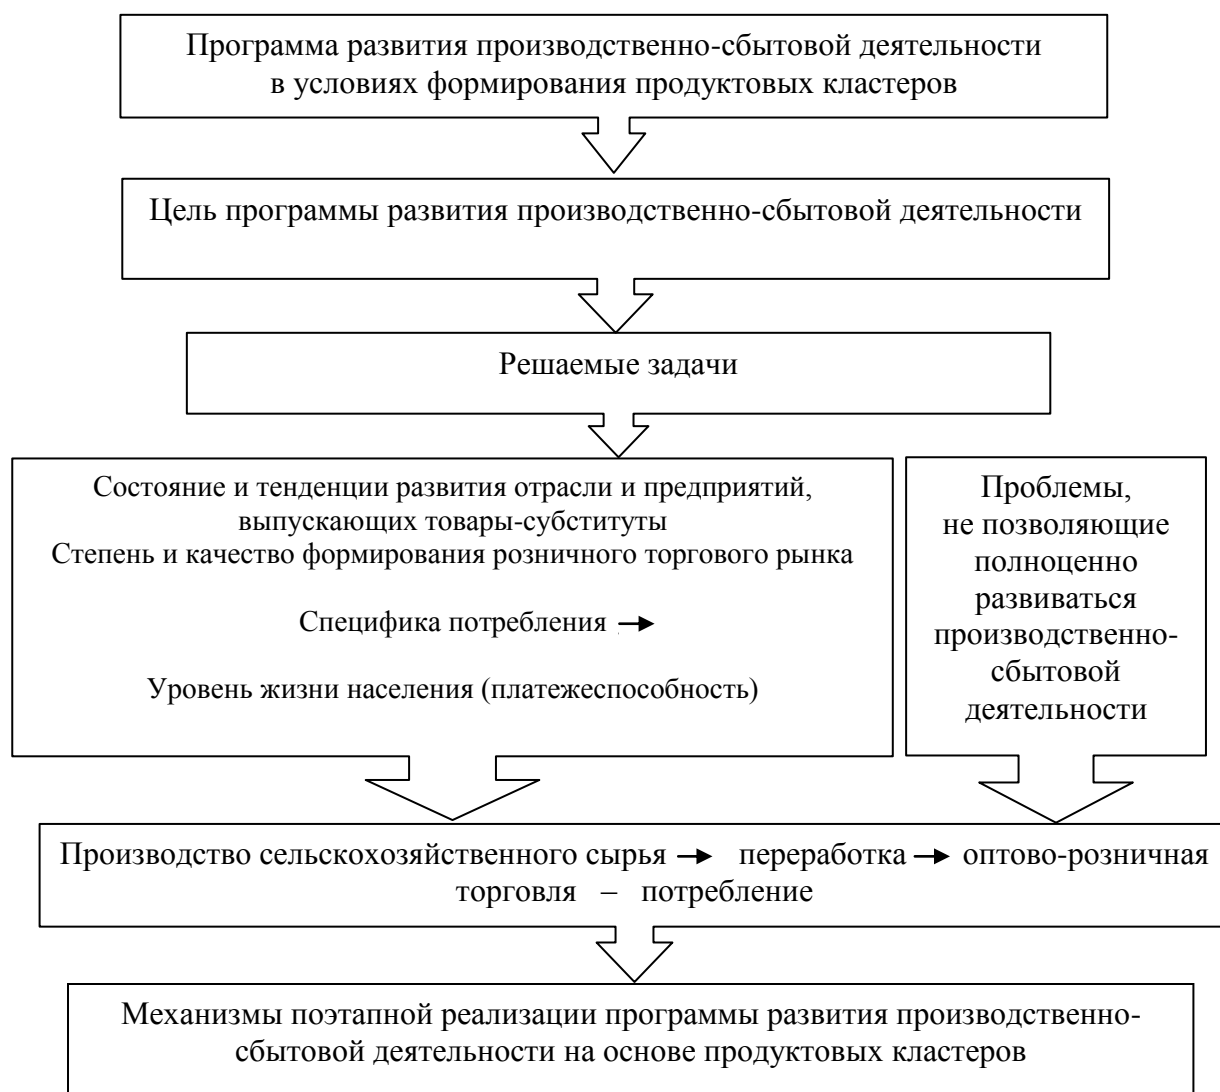 Программа развития производственно-сбытовой деятельности
в условиях формирования продуктовых кластеров
Цель программы развития производственно-сбытовой деятельности
Решаемые задачи
Состояние и тенденции развития отрасли и предприятий,
выпускающих товары-субституты
Степень и качество формирования розничного торгового рынка
Специфика потребления →
Уровень жизни населения (платежеспособность)
Проблемы,
не позволяющие
полноценно
развиваться
производственно-
сбытовой
деятельности
Производство сельскохозяйственного сырья → переработка → оптово-розничная
торговля – потребление
Механизмы поэтапной реализации программы развития производственно-
сбытовой деятельности на основе продуктовых кластеров